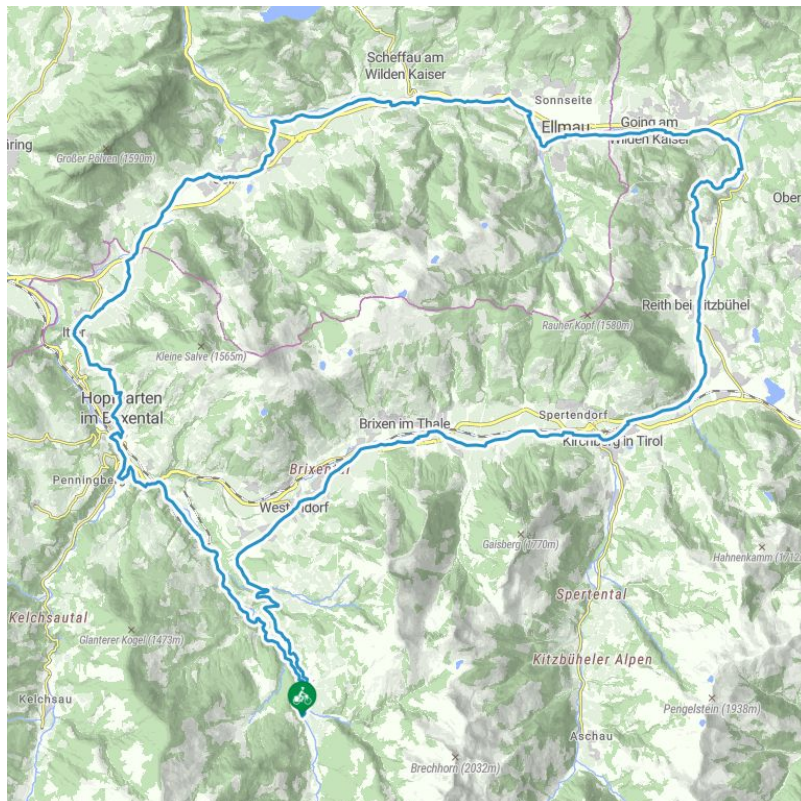 Scheffau am
Wilden Kaiser
Sonnseite
Ellmau
Going am
Wilden Kaiser
äring
Großer Pölven (1590m)
Ober
Reith bei Kitzbühel
Rauher Kopf (1580m)
Itter
Kleine Salve (1565m)
Hopfgarten
im Brixental
Brixen im Thale
Spertendorf
Kirchberg in Tirol
Penningberg
Westendorf
Gaisberg (1770m)
Spertental
Kelchsautal
Glanterer Kogel (1473m)
Kitzbüheler Alpen
Kelchsau
Pengelstein (1938m)
Aschau
Brechhorn (2032m)